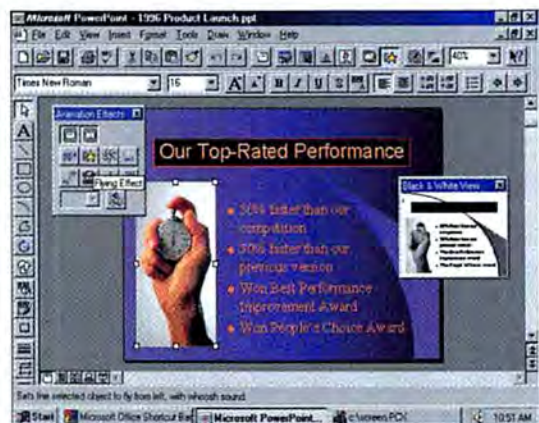 Microsoft PowerPoint - 1996 Product Launch.ppt
File Edit View Insert Format Tools Draw Window Help
40%
Times New Roman 16 A A B I U S
Animation Effects
Flying Effect
Our Top-Rated Performance
50% faster than our
competition
30% faster than our
previous version
Won Best Performance
Improvement Award
Won People's Choice Award
Black & White View
Sets the selected object to fly from left, with whoosh sound.
Start Microsoft Office Shortcut Bar Microsoft PowerPoint... c:\screen.PCX 10:51 AM